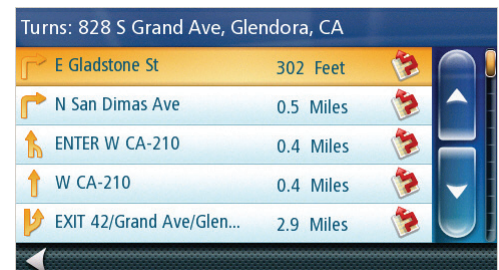 Turns: 828 S Grand Ave, Glendora, CA
E Gladstone St 302 Feet
N San Dimas Ave 0.5 Miles
ENTER W CA-210 0.4 Miles
W CA-210 0.4 Miles
EXIT 42/Grand Ave/Glen... 2.9 Miles